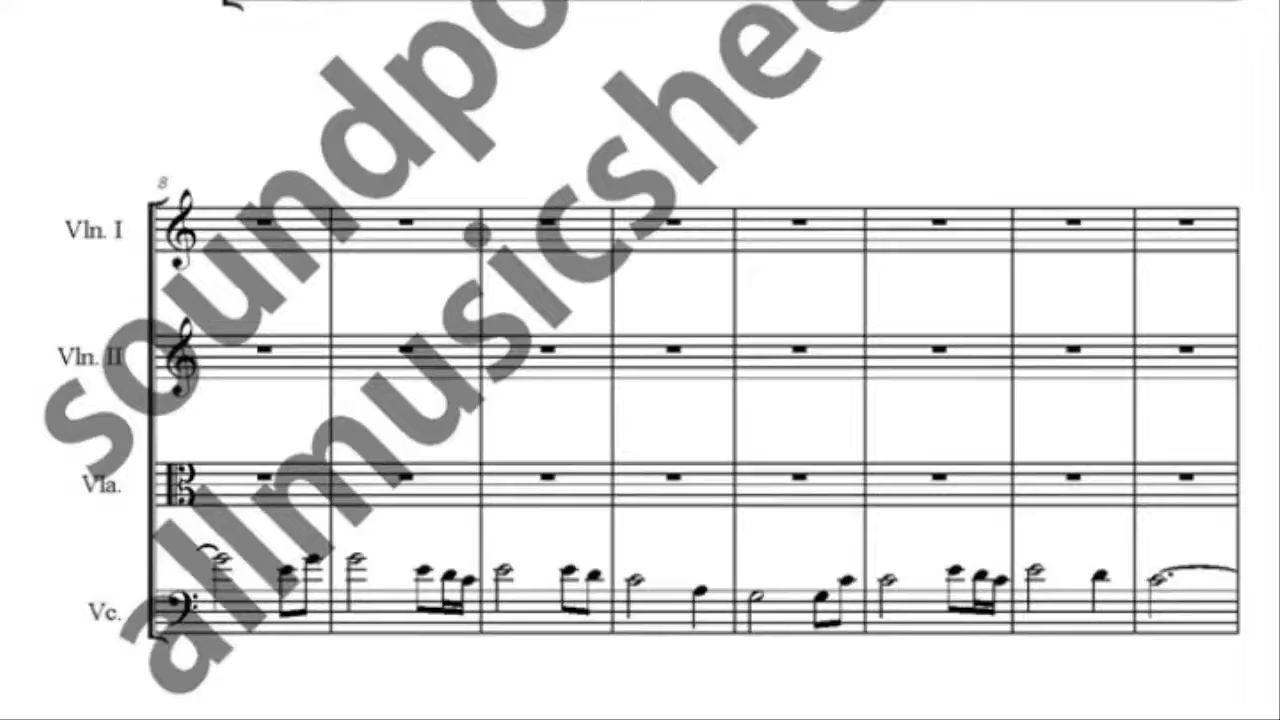 soundpo
allmusicshee
8
Vln. I
Vln. II
Vla.
Vc.